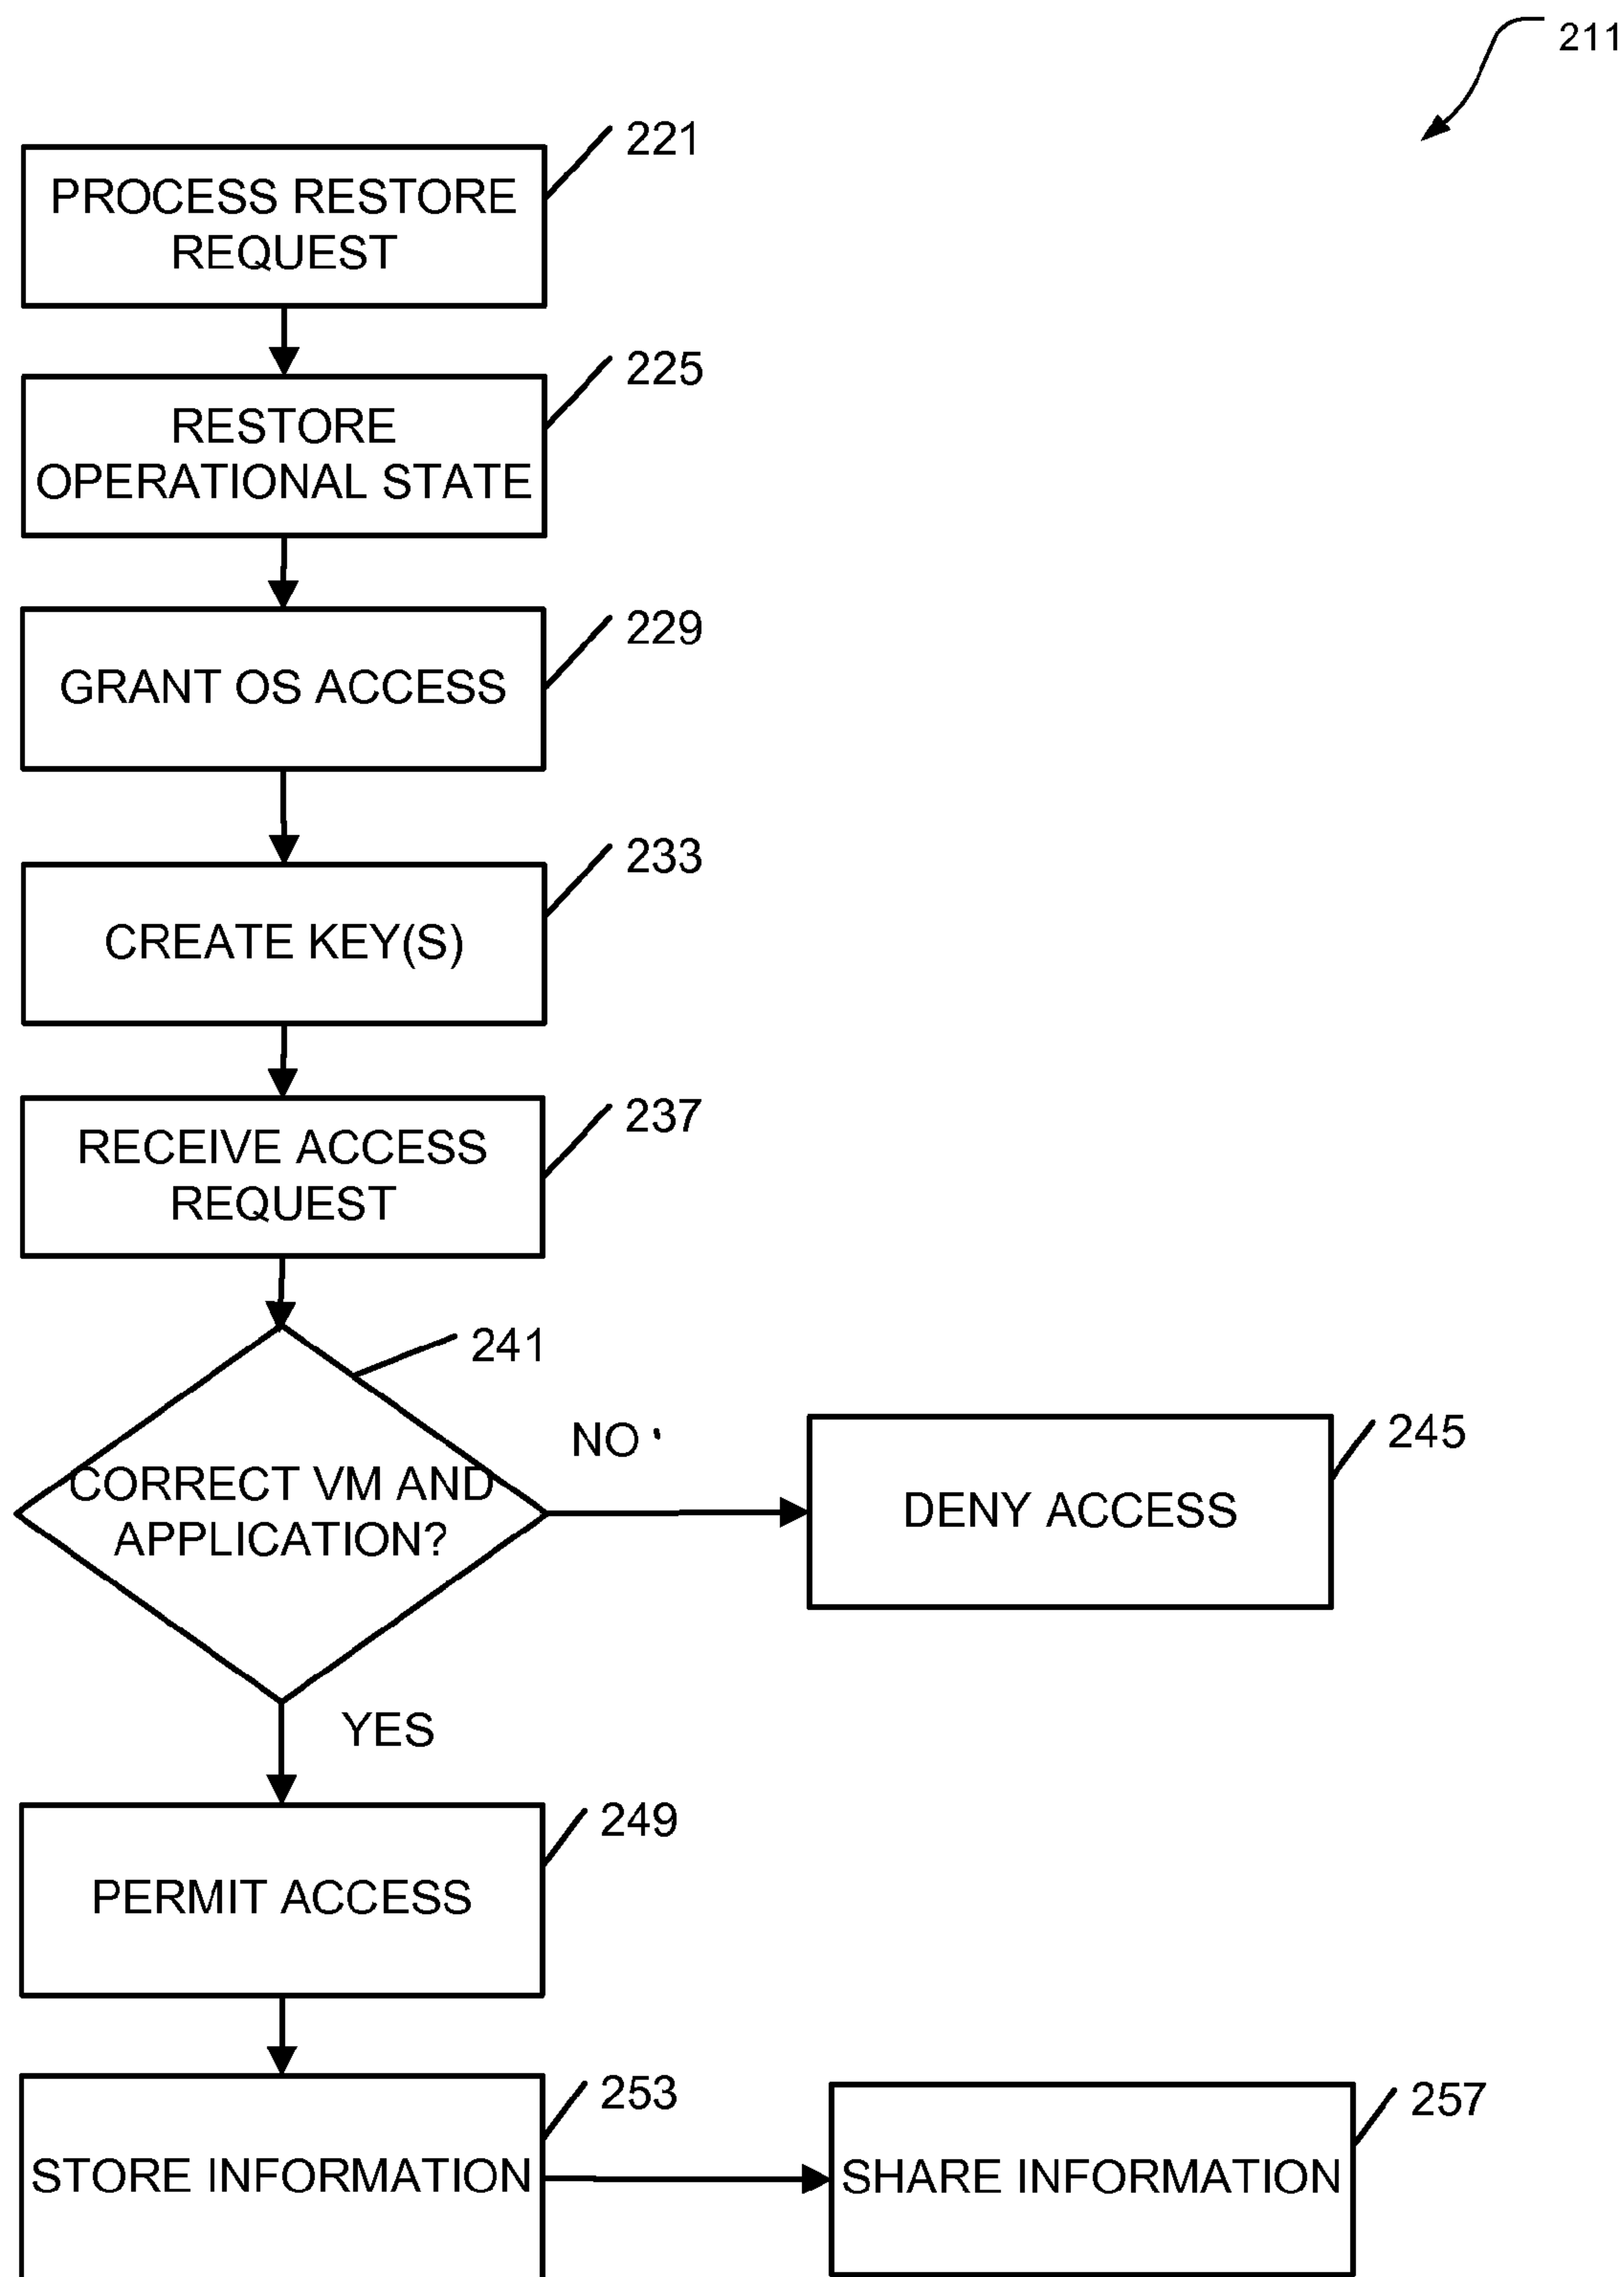 211
221
PROCESS RESTORE
REQUEST
225
RESTORE
OPERATIONAL STATE
229
GRANT OS ACCESS
233
CREATE KEY(S)
237
RECEIVE ACCESS
REQUEST
241
CORRECT VM AND
APPLICATION?
NO
245
DENY ACCESS
YES
249
PERMIT ACCESS
253
STORE INFORMATION
257
SHARE INFORMATION